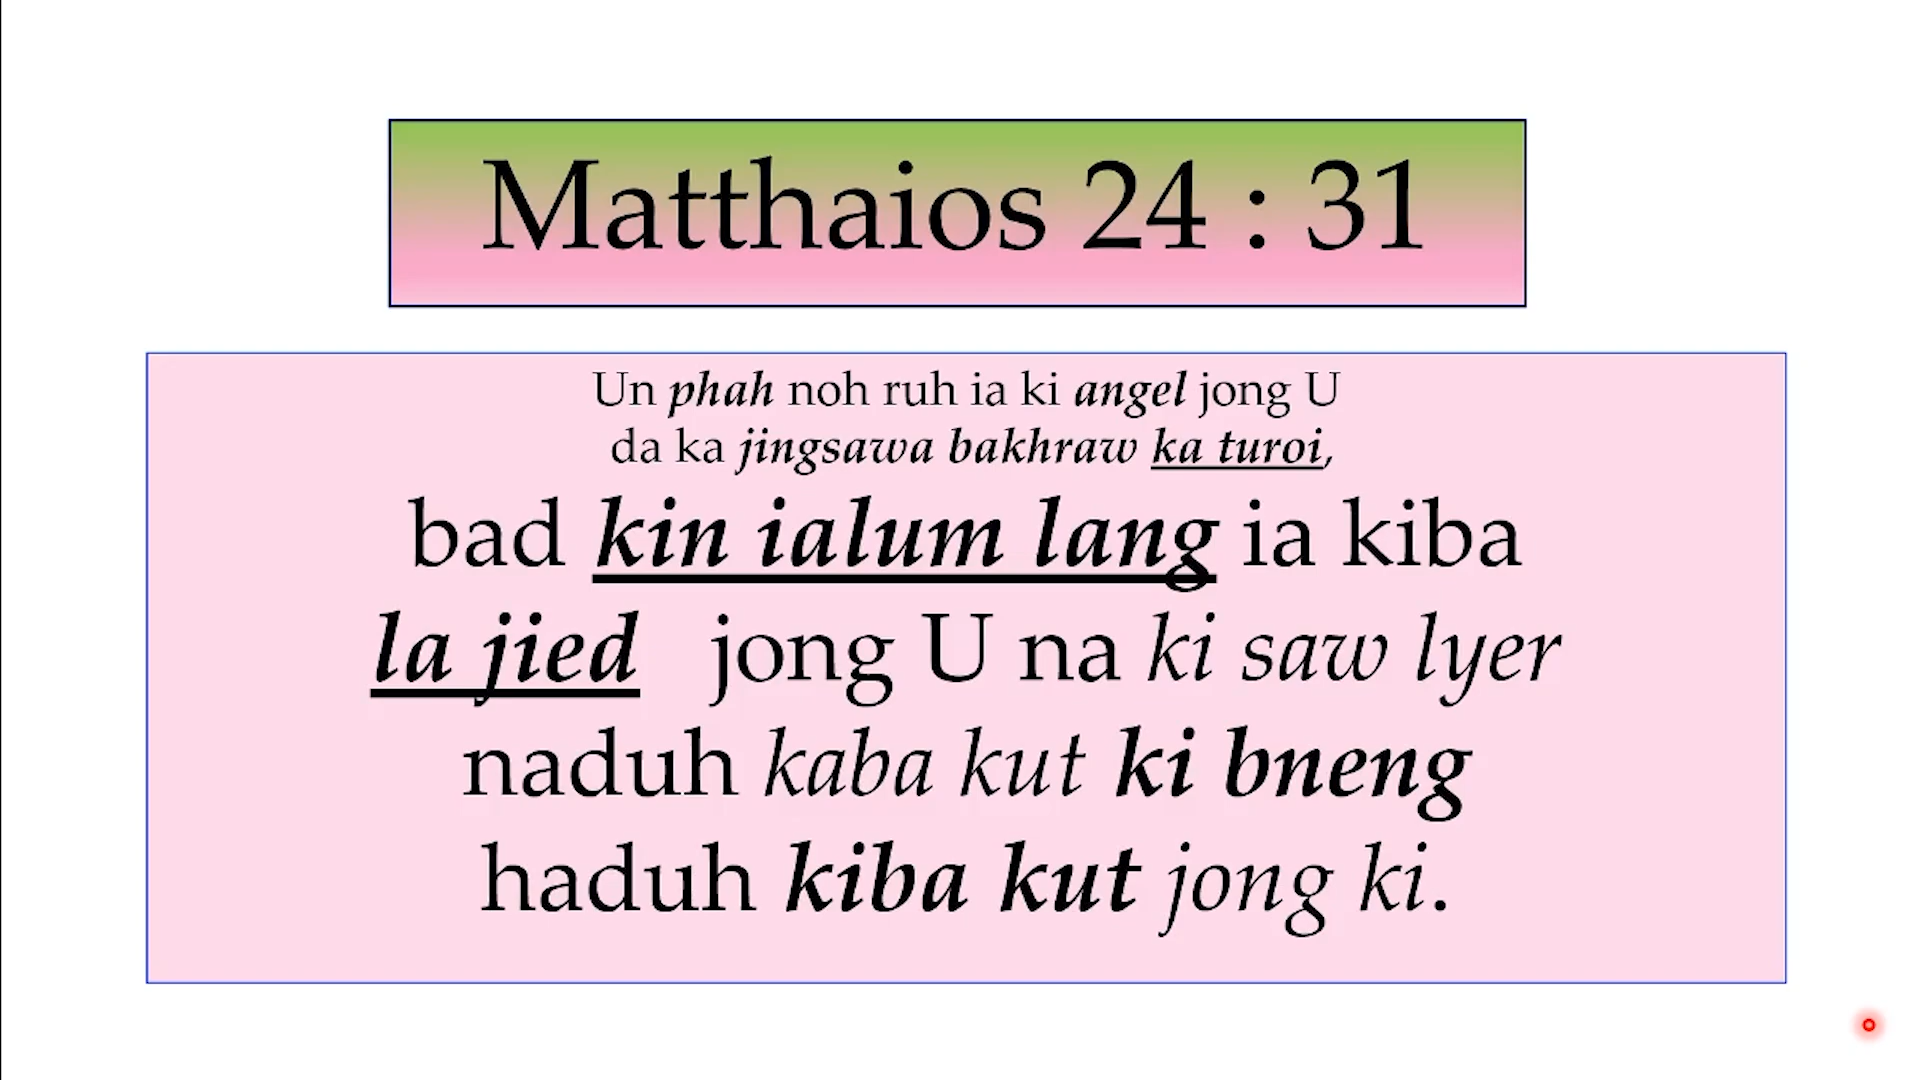 Matthaios 24 : 31
Un phah noh ruh ia ki angel jong U
da ka jingsawa bakhraw ka turoi,
bad kin ialum lang ia kiba
la jied jong U na ki saw lyer
naduh kaba kut ki bneng
haduh kiba kut jong ki.